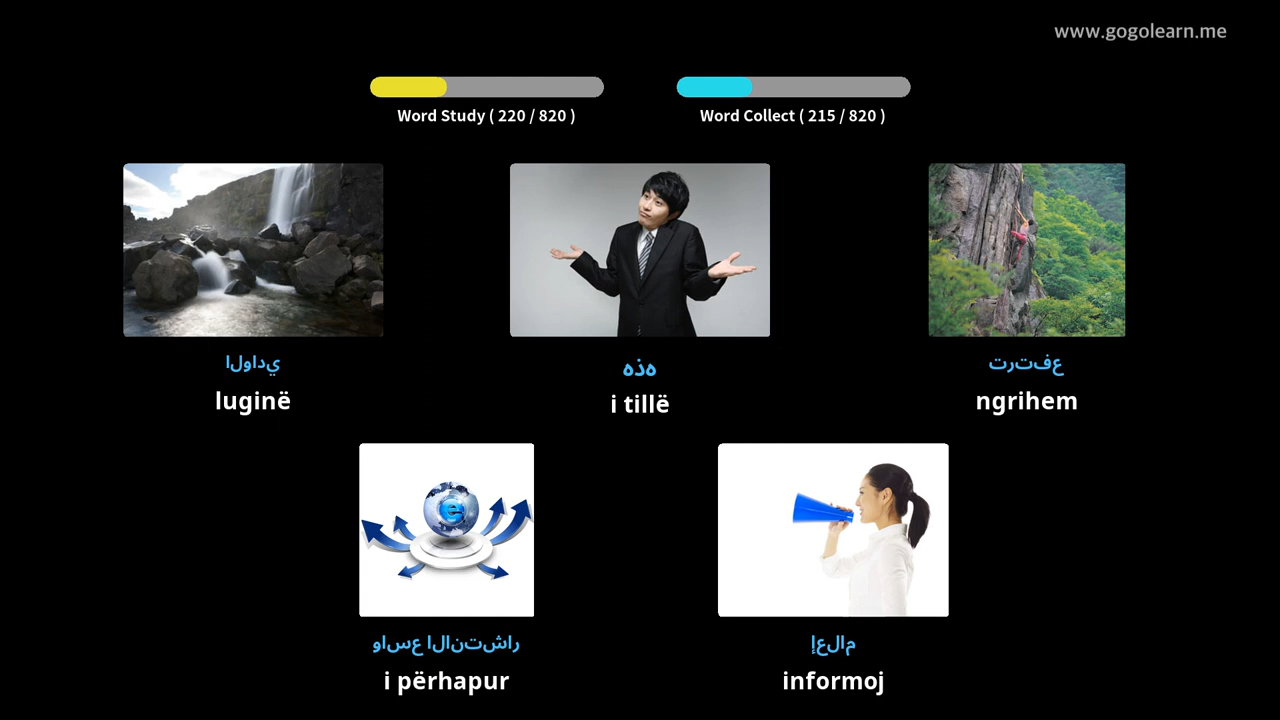 www.gogolearn.me
Word Study ( 220 / 820 )
Word Collect ( 215 / 820 )
الوادي
هذه
ترتفع
luginë
i tillë
ngrihem
واسع الانتشار
إعلام
i përhapur
informoj